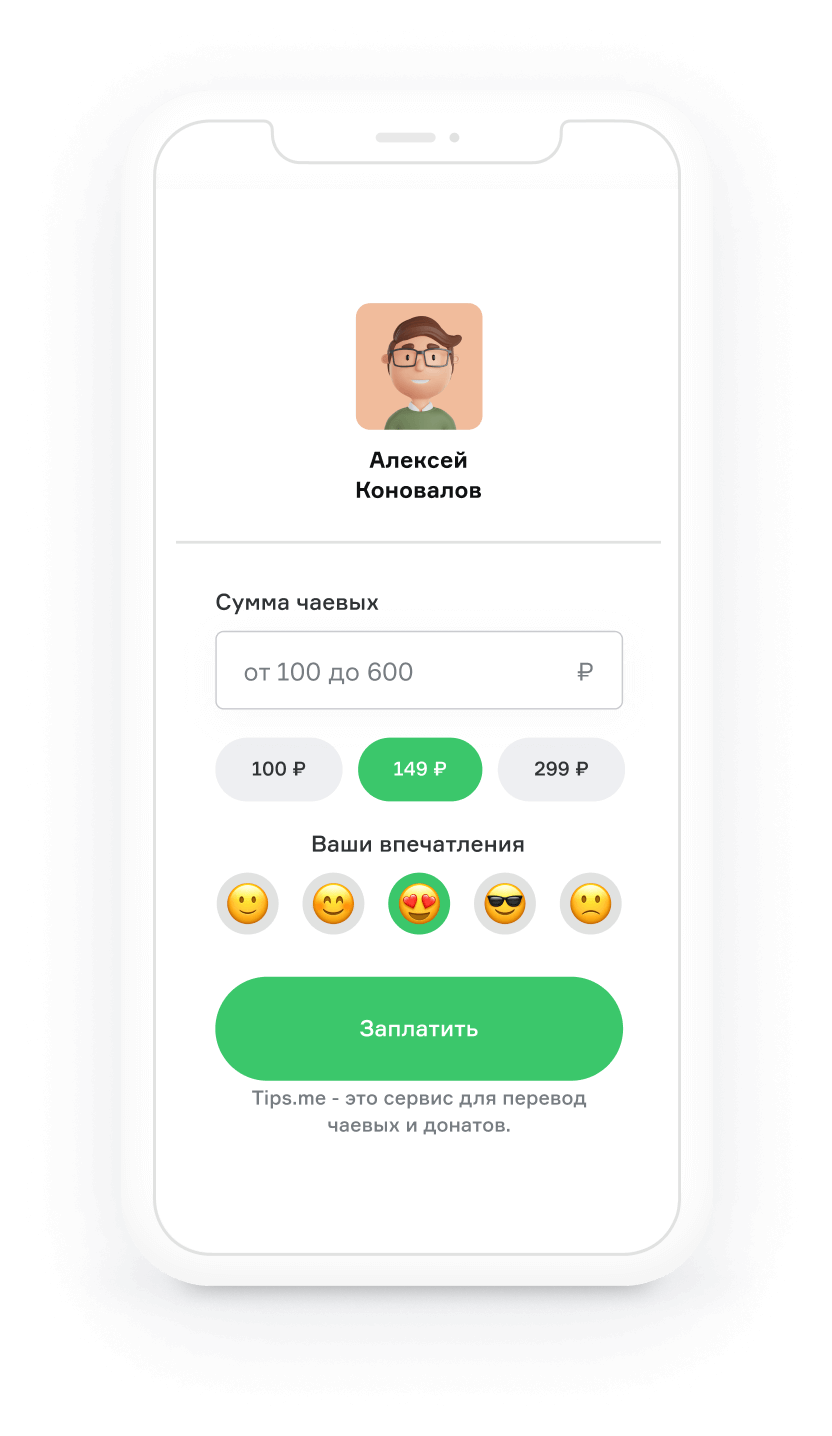 Алексей
Коновалов
Сумма чаевых
от 100 до 600 ₽
100 ₽ 149 ₽ 299 ₽
Ваши впечатления
Заплатить
Tips.me - это сервис для перевод
чаевых и донатов.